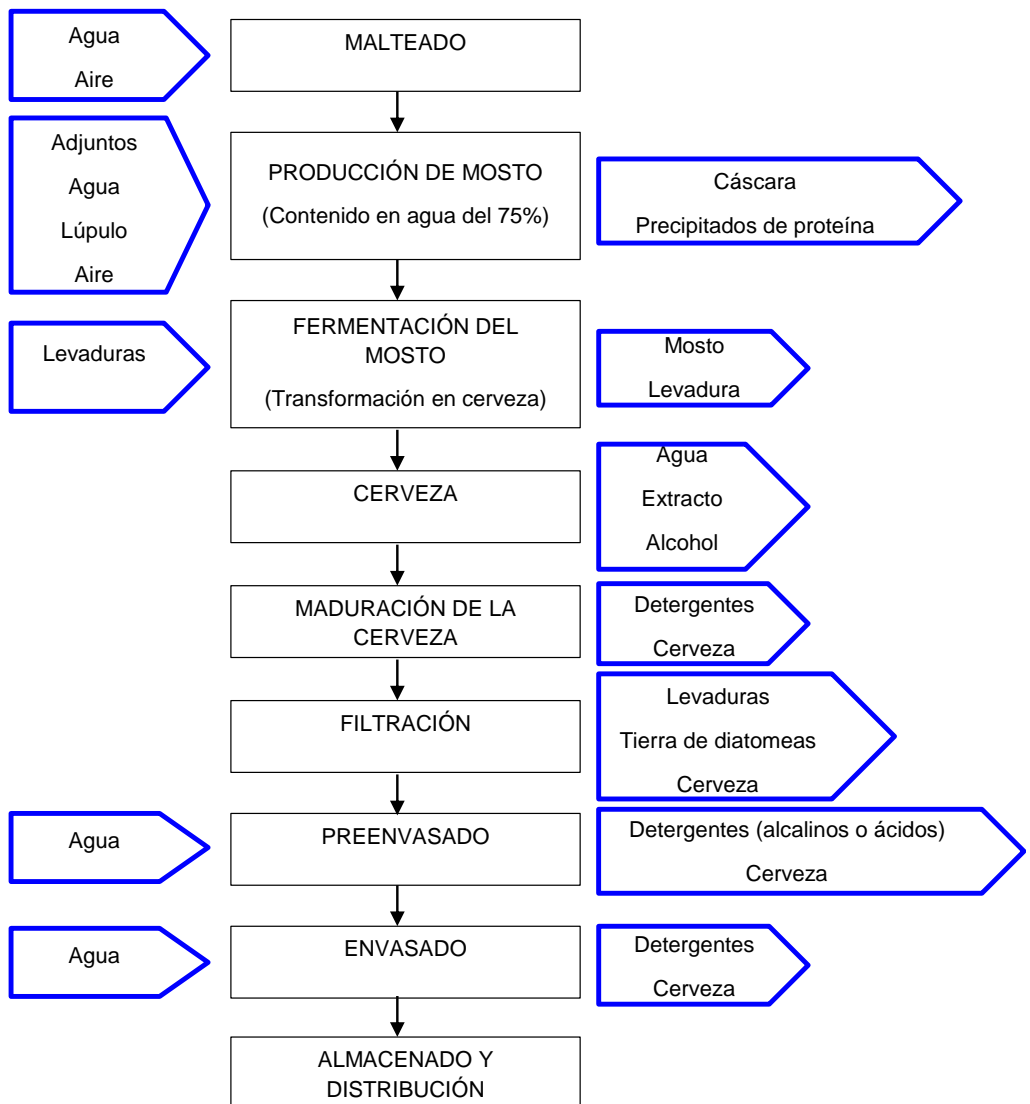 Agua
Aire
MALTEADO
Adjuntos
Agua
Lúpulo
Aire
PRODUCCIÓN DE MOSTO
(Contenido en agua del 75%)
Cáscara
Precipitados de proteína
Levaduras
FERMENTACIÓN DEL
MOSTO
(Transformación en cerveza)
Mosto
Levadura
CERVEZA
Agua
Extracto
Alcohol
MADURACIÓN DE LA
CERVEZA
Detergentes
Cerveza
FILTRACIÓN
Levaduras
Tierra de diatomeas
Cerveza
Agua
PREENVASADO
Detergentes (alcalinos o ácidos)
Cerveza
Agua
ENVASADO
Detergentes
Cerveza
ALMACENADO Y
DISTRIBUCIÓN